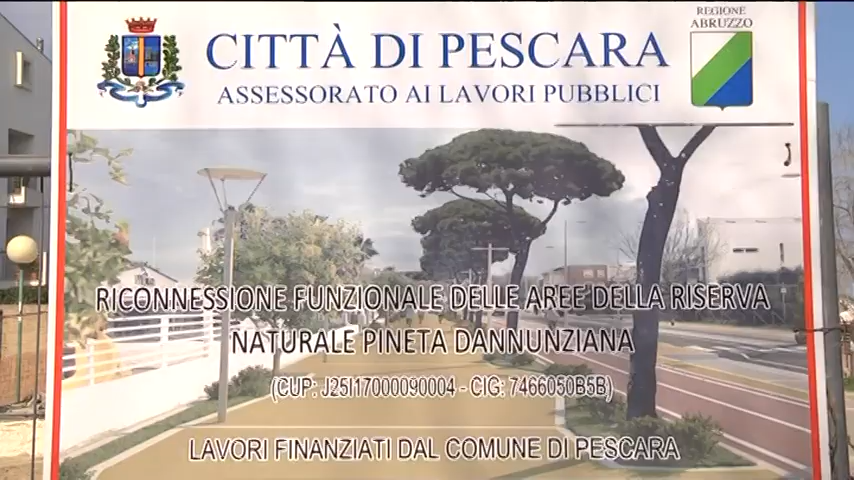 CITTÀ DI PESCARA
ASSESSORATO AI LAVORI PUBBLICI
REGIONE
ABRUZZO
RICONNESSIONE FUNZIONALE DELLE AREE DELLA RISERVA
NATURALE PINETA DANNUNZIANA
(CUP: J25I17000090004 - CIG: 7466050B5B)
LAVORI FINANZIATI DAL COMUNE DI PESCARA